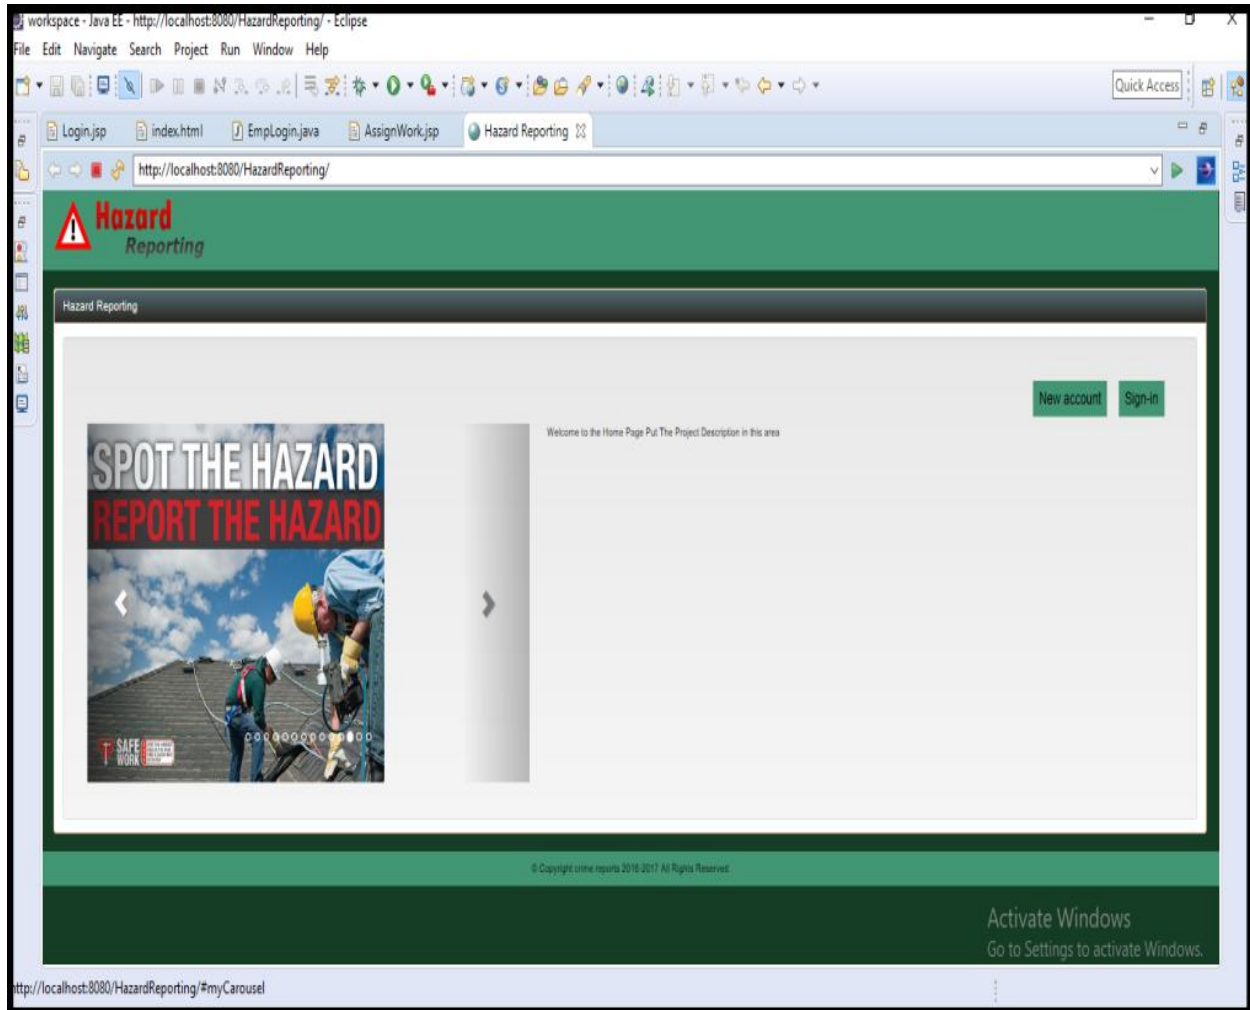 workspace - Java EE - http://localhost:8080/HazardReporting/ - Eclipse
File Edit Navigate Search Project Run Window Help
Quick Access
Login.jsp index.html EmpLogin.java AssignWork.jsp Hazard Reporting
http://localhost:8080/HazardReporting/
Hazard
Reporting
Hazard Reporting
New account Sign-in
Welcome to the Home Page Put The Project Description in this area
SPOT THE HAZARD
REPORT THE HAZARD
SAFE
WORK
© Copyright crime reports 2016-2017 All Rights Reserved
Activate Windows
Go to Settings to activate Windows.
http://localhost:8080/HazardReporting/#myCarousel